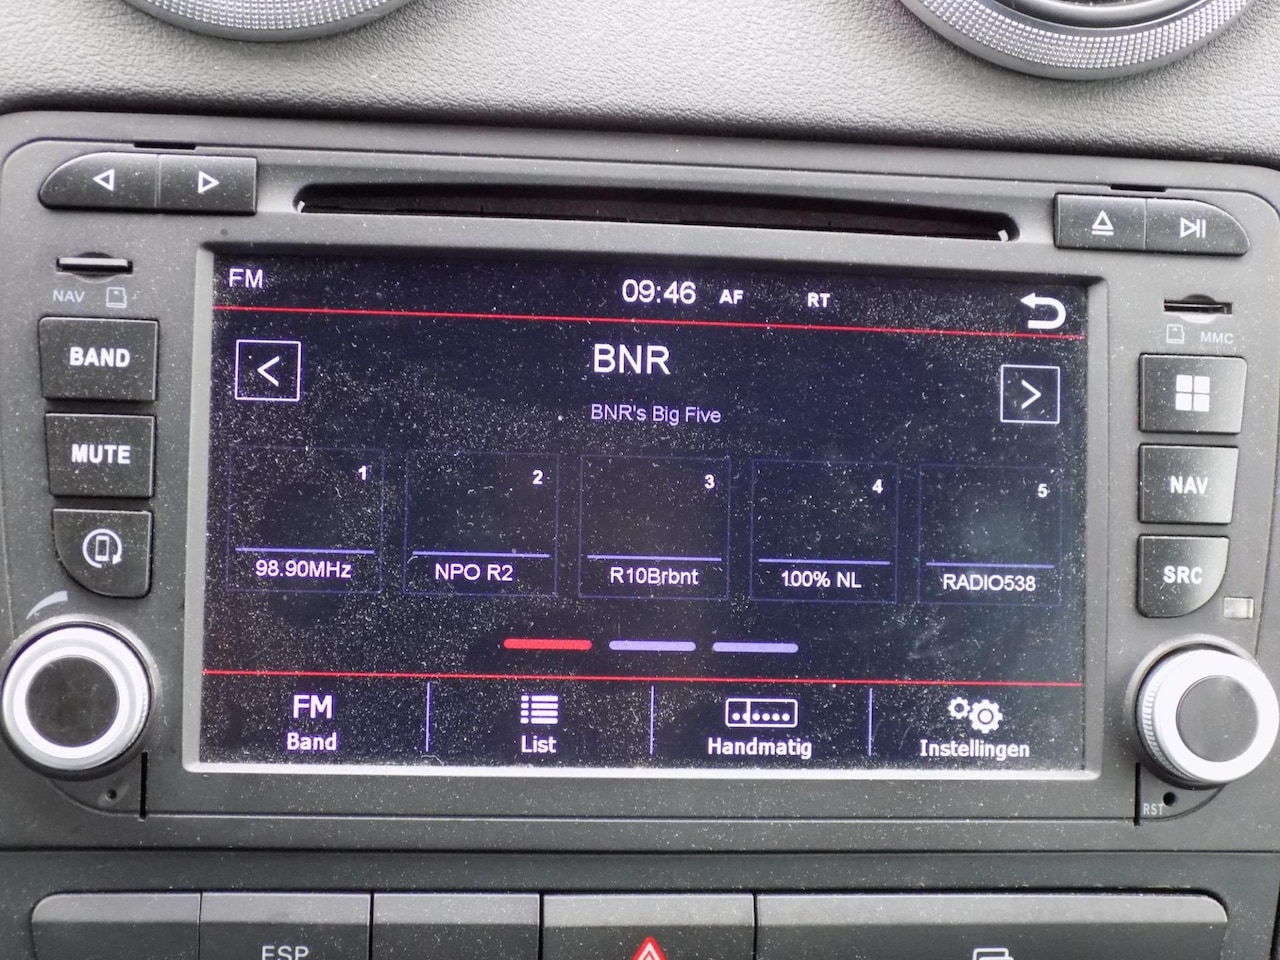 FM
09:46 AF RT
NAV
MMC
BAND
BNR
BNR's Big Five
MUTE
NAV
1 2 3 4 5
98.90MHz NPO R2 R10Brbnt 100% NL RADIO538
SRC
FM
Band List Handmatig Instellingen
RST
ESP